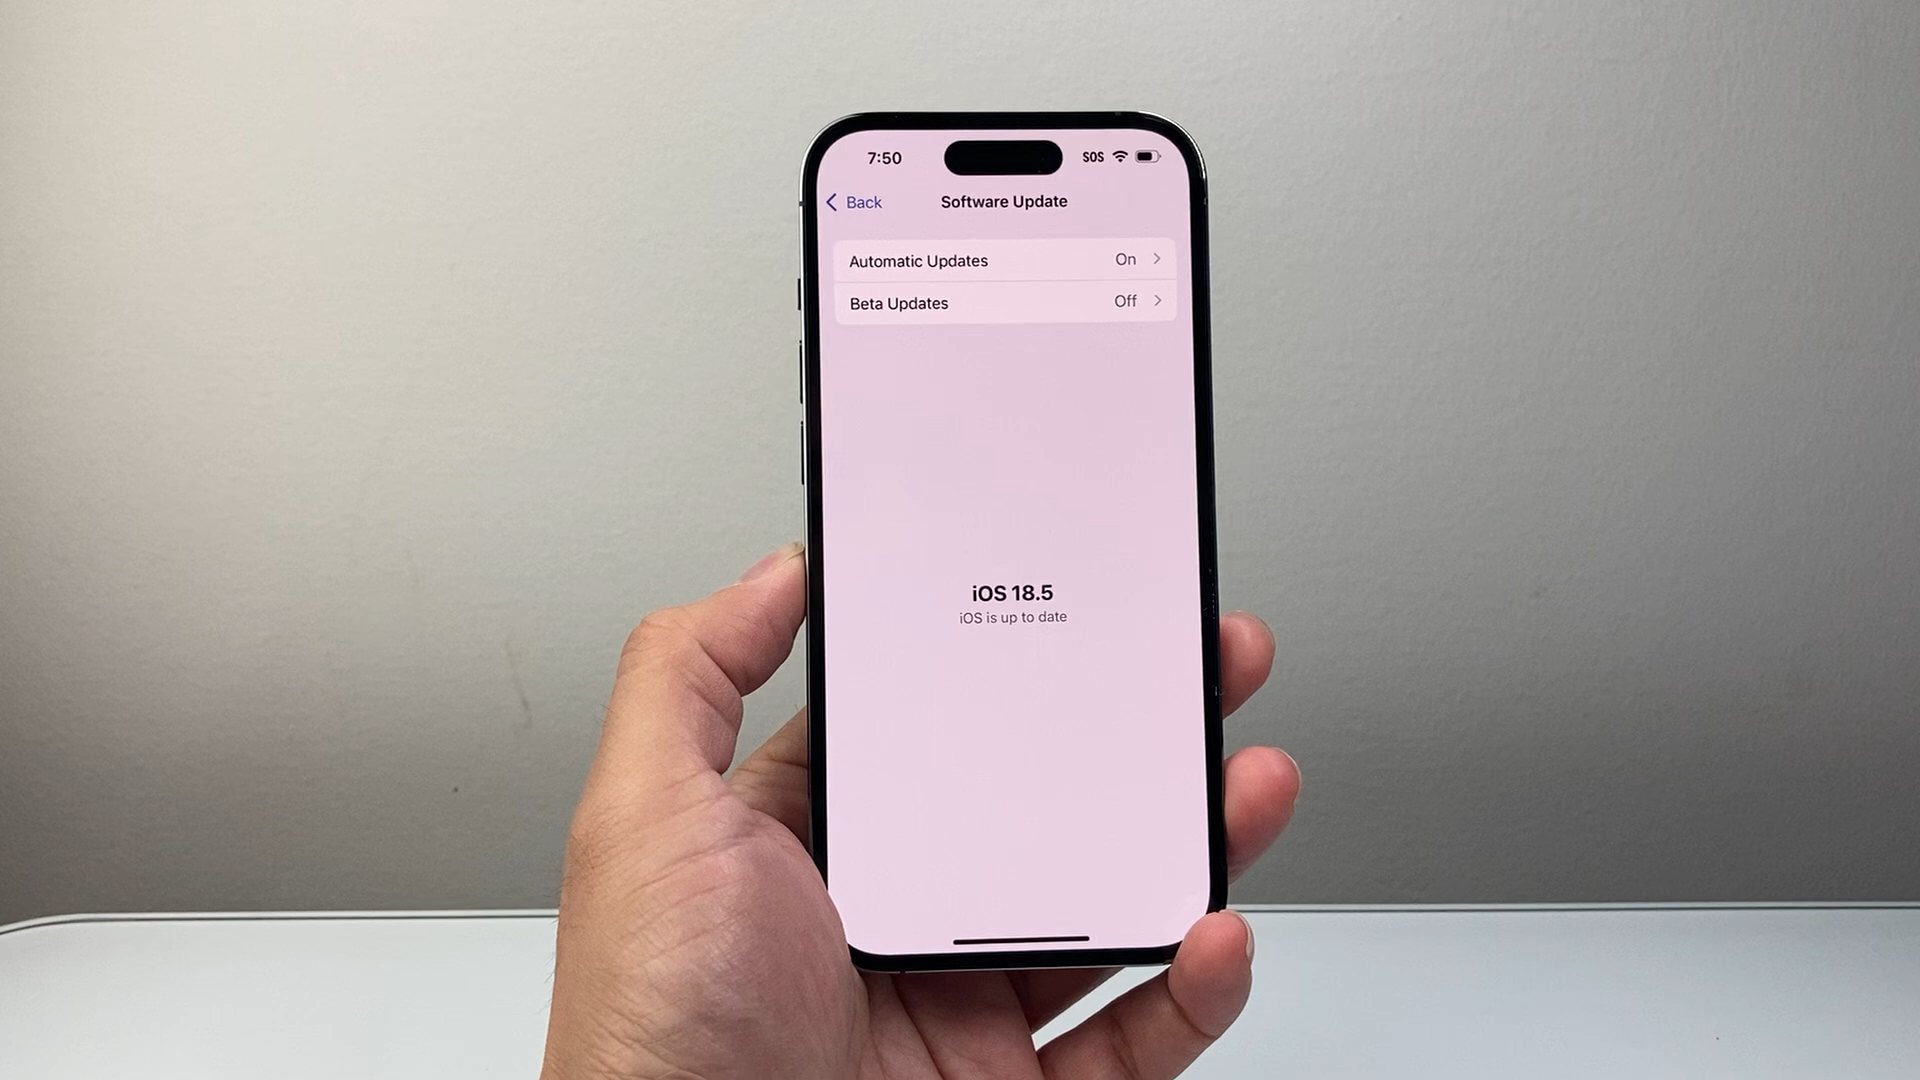 7:50 SOS
Back Software Update
Automatic Updates On
Beta Updates Off
iOS 18.5
iOS is up to date